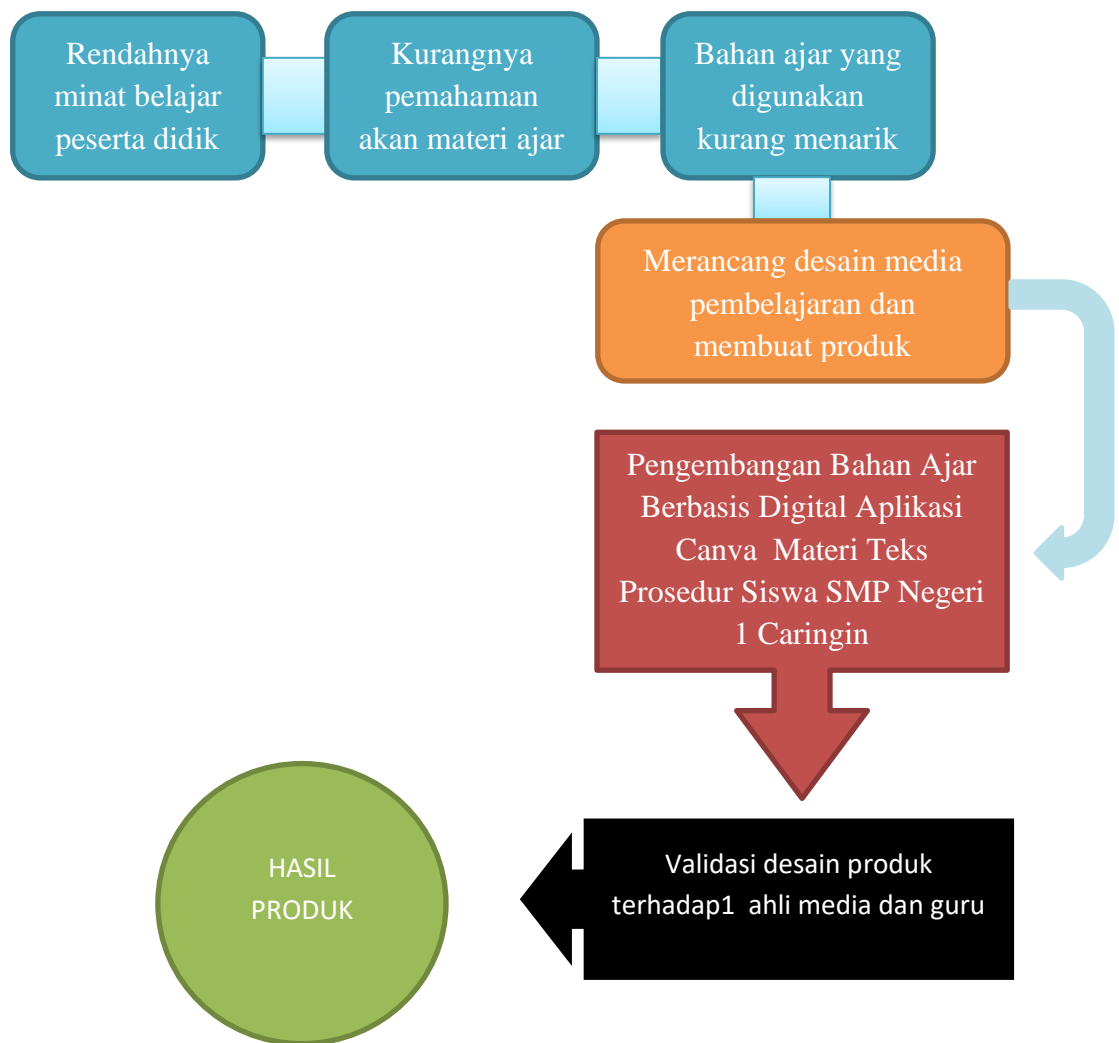 Rendahnya
minat belajar
peserta didik
Kurangnya
pemahaman
akan materi ajar
Bahan ajar yang
digunakan
kurang menarik
Merancang desain media
pembelajaran dan
membuat produk
Pengembangan Bahan Ajar
Berbasis Digital Aplikasi
Canva  Materi Teks
Prosedur Siswa SMP Negeri
1 Caringin
Validasi desain produk
terhadap1  ahli media dan guru
HASIL
PRODUK